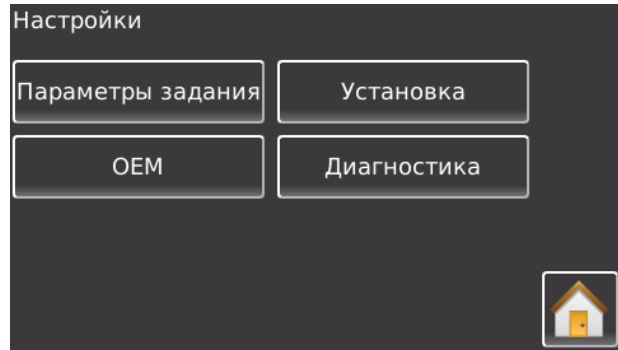 Настройки
Параметры задания
Установка
OEM
Диагностика